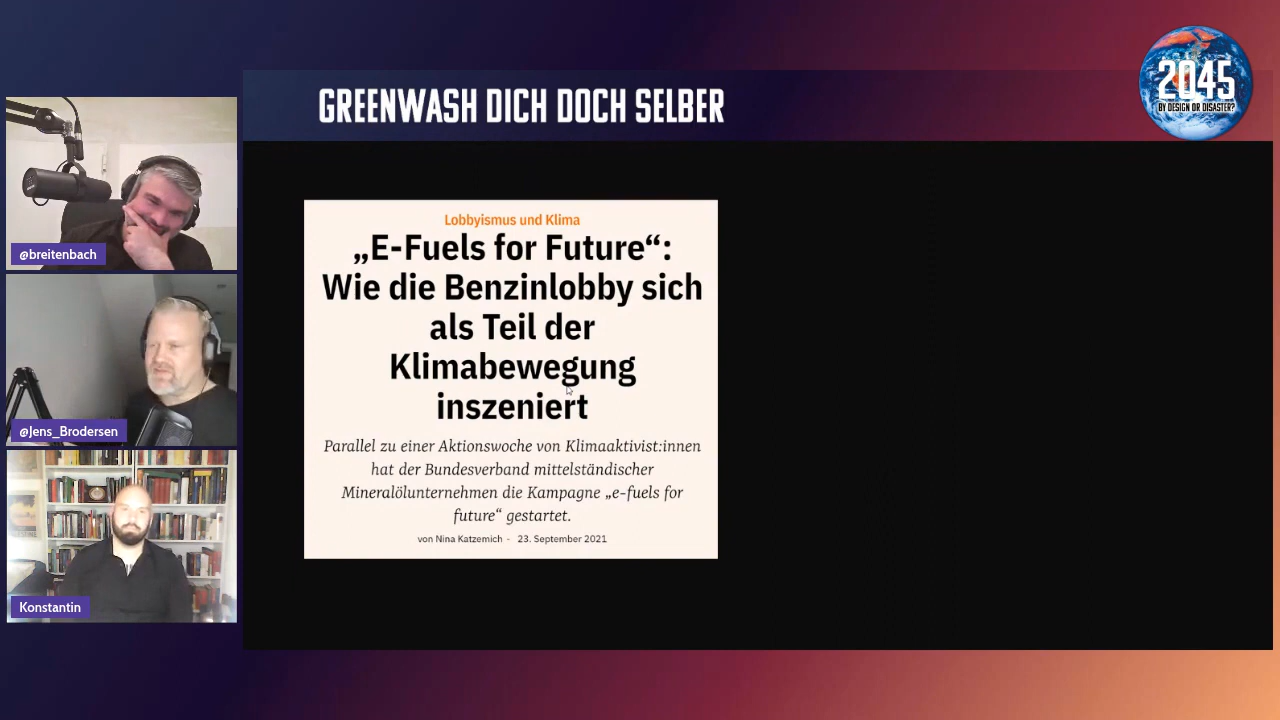 GREENWASH DICH DOCH SELBER
2045
BY DESIGN OR DISASTER?
@breitenbach
@Jens_Brodersen
Konstantin
Lobbyismus und Klima
„E-Fuels for Future“:
Wie die Benzinlobby sich
als Teil der
Klimabewegung
inszeniert
Parallel zu einer Aktionswoche von Klimaaktivist:innen
hat der Bundesverband mittelständischer
Mineralölunternehmen die Kampagne „e-fuels for
future“ gestartet.
von Nina Katzemich - 23. September 2021